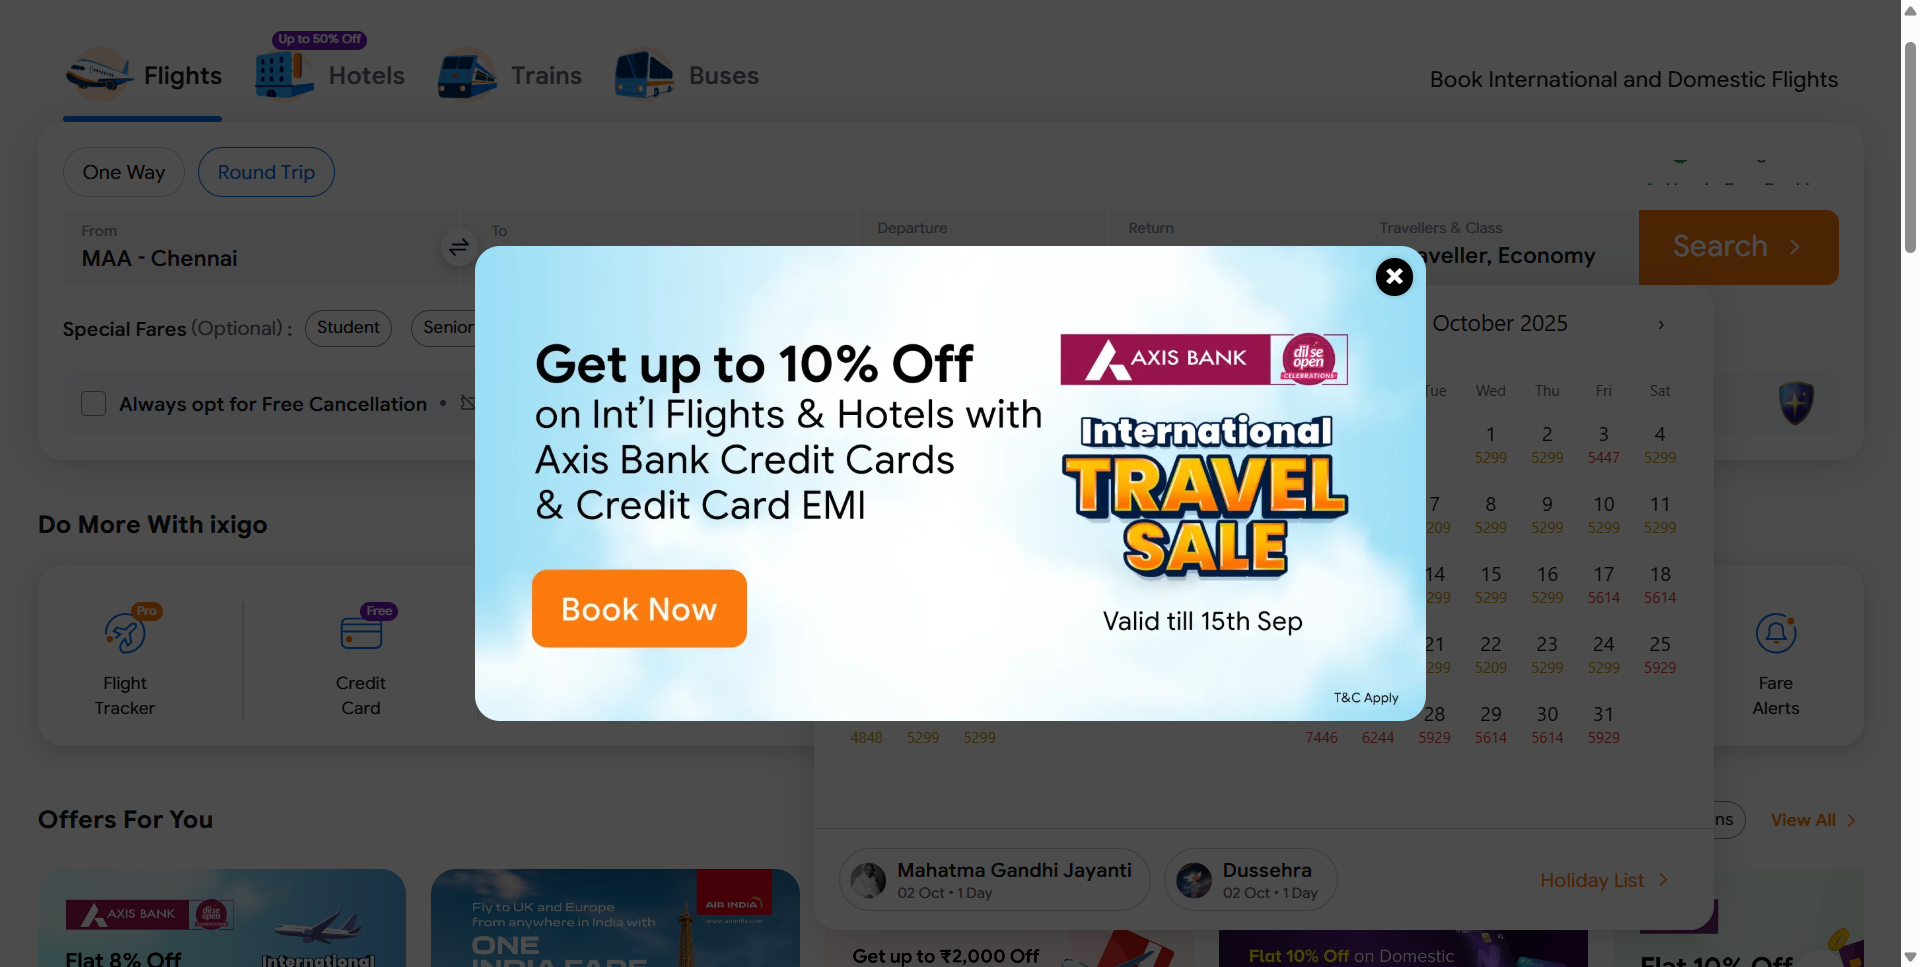 Up to 50% Off
Flights
Hotels
Trains
Buses
Book International and Domestic Flights
One Way
Round Trip
From
MAA - Chennai
To
Departure
Return
Travellers & Class
aveller, Economy
Search
Special Fares (Optional) :
Student
Senior
Always opt for Free Cancellation •
October 2025
Tue Wed Thu Fri Sat
1 2 3 4
5299 5299 5447 5299
7 8 9 10 11
209 5299 5299 5299 5299
14 15 16 17 18
299 5299 5299 5614 5614
21 22 23 24 25
299 5209 5299 5299 5929
28 29 30 31
4848 5299 5299 7446 6244 5929 5614 5614 5929
Get up to 10% Off
on Int'l Flights & Hotels with
Axis Bank Credit Cards
& Credit Card EMI
Book Now
AXIS BANK
dil se
open
CELEBRATIONS
International
TRAVEL
SALE
Valid till 15th Sep
T&C Apply
Do More With ixigo
Pro
Flight
Tracker
Free
Credit
Card
Fare
Alerts
Offers For You
ns
View All
Mahatma Gandhi Jayanti
02 Oct • 1 Day
Dussehra
02 Oct • 1 Day
Holiday List
AXIS BANK
dil se
open
Flat 8% Off
International
Fly to UK and Europe
from anywhere in India with
ONE
INDIA FARE
AIR INDIA
www.airindia.com
Get up to ₹2,000 Off
Flat 10% Off on Domestic
Flat 10% Off